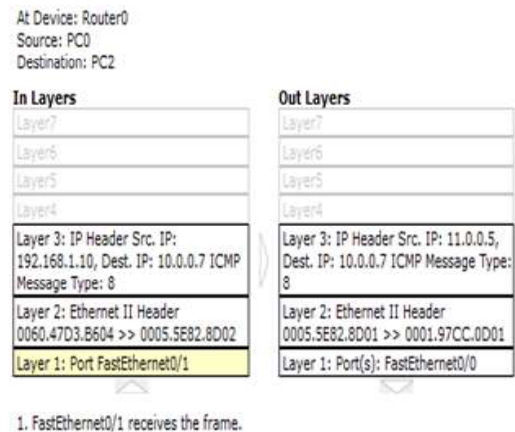 At Device: Router0
Source: PC0
Destination: PC2
In Layers
Layer7
Layer6
Layer5
Layer4
Layer 3: IP Header Src. IP:
192.168.1.10, Dest. IP: 10.0.0.7 ICMP
Message Type: 8
Layer 2: Ethernet II Header
0060.47D3.B604 >> 0005.5E82.8D02
Layer 1: Port FastEthernet0/1
Out Layers
Layer7
Layer6
Layer5
Layer4
Layer 3: IP Header Src. IP: 11.0.0.5,
Dest. IP: 10.0.0.7 ICMP Message Type:
8
Layer 2: Ethernet II Header
0005.5E82.8D01 >> 0001.97CC.0D01
Layer 1: Port(s): FastEthernet0/0
1. FastEthernet0/1 receives the frame.